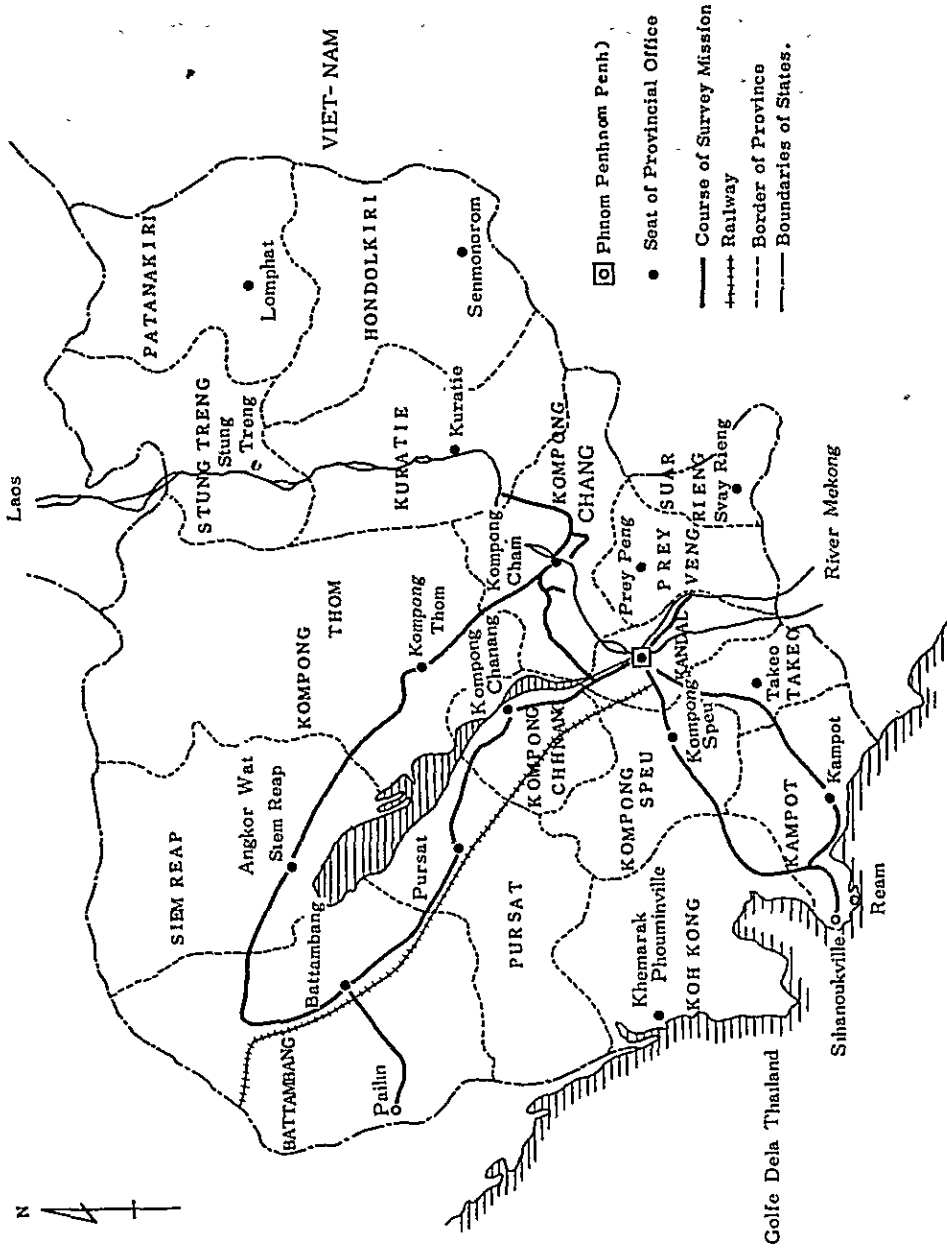 N
Laos
VIET-NAM
PATANAKIRI
Lomphat
STUNG TRENG
Stung
Treng
HONDOLKIRI
Senmonorom
KURATIE
Kuratie
SIEM REAP
Angkor Wat
Siem Reap
KOMPONG
THOM
Kompong
Thom
BATTAMBANG
Battambang
Pailin
Pursat
PURSAT
Kompong
Chanang
KOMPONG
CHHNANG
Kompong
Cham
KOMPONG
CHANG
Prey Peng
PREY
VENG
SUAR
RIENG
Svay Rieng
KANDAL
Kompong
Speu
KOMPONG
SPEU
Khemarak
Phouminville
KOH KONG
Takeo
TAKEO
KAMPOT
Kampot
Sihanoukville
Ream
River Mekong
Golfe Dela Thailand
Phnom Penhnom Penh)
Seat of Provincial Office
Course of Survey Mission
Railway
Border of Province
Boundaries of States.